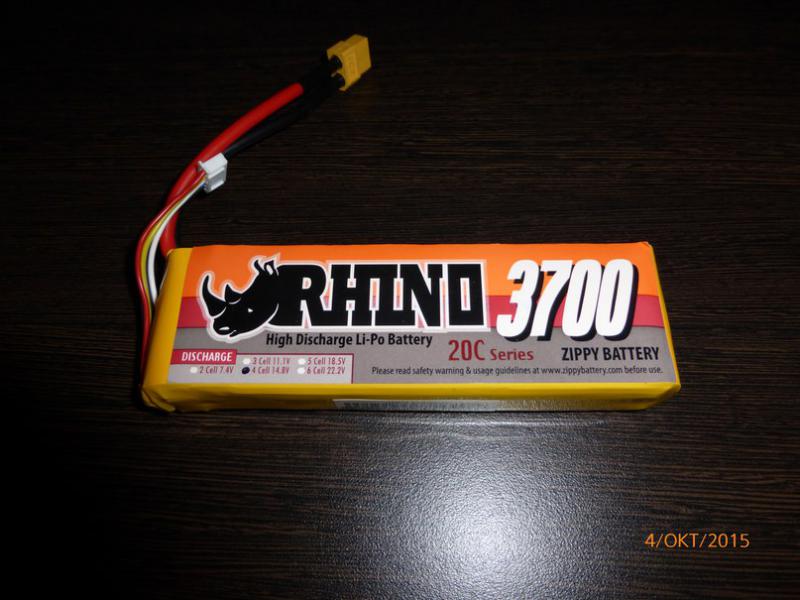 RHINO 3700
High Discharge Li-Po Battery
20C Series
ZIPPY BATTERY
DISCHARGE
3 Cell 11.1V
5 Cell 18.5V
2 Cell 7.4V
4 Cell 14.8V
6 Cell 22.2V
Please read safety warning & usage guidelines at www.zippybattery.com before use.
4/OKT/2015